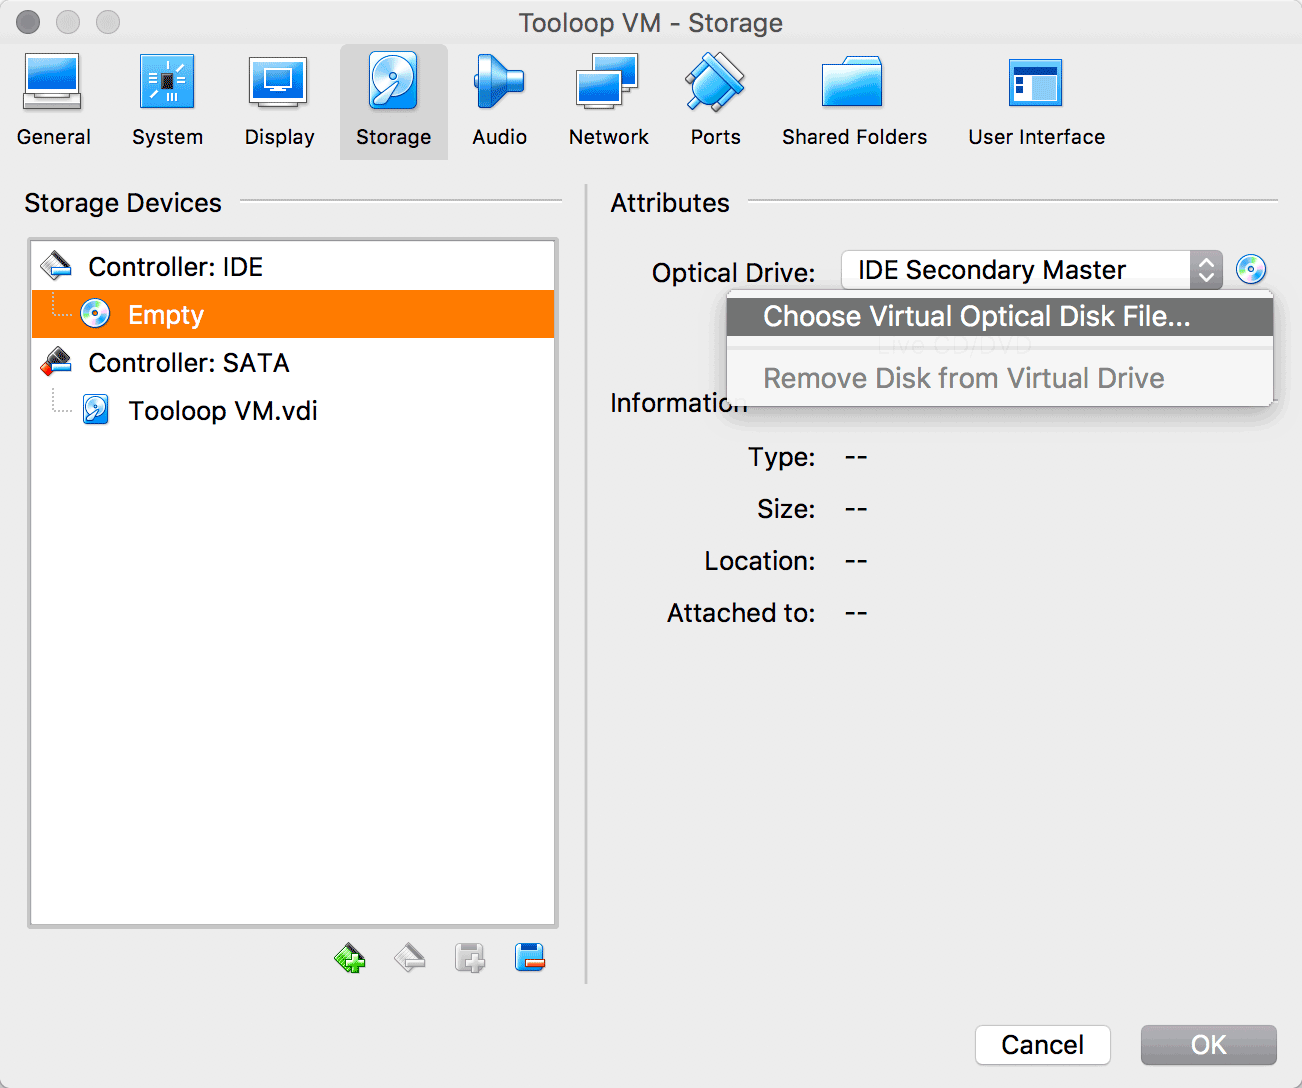 Tooloop VM - Storage
General System Display Storage Audio Network Ports Shared Folders User Interface
Storage Devices
Controller: IDE
Empty
Controller: SATA
Tooloop VM.vdi
Attributes
Optical Drive: IDE Secondary Master
Choose Virtual Optical Disk File...
Live CD/DVD
Remove Disk from Virtual Drive
Information
Type: --
Size: --
Location: --
Attached to: --
Cancel OK